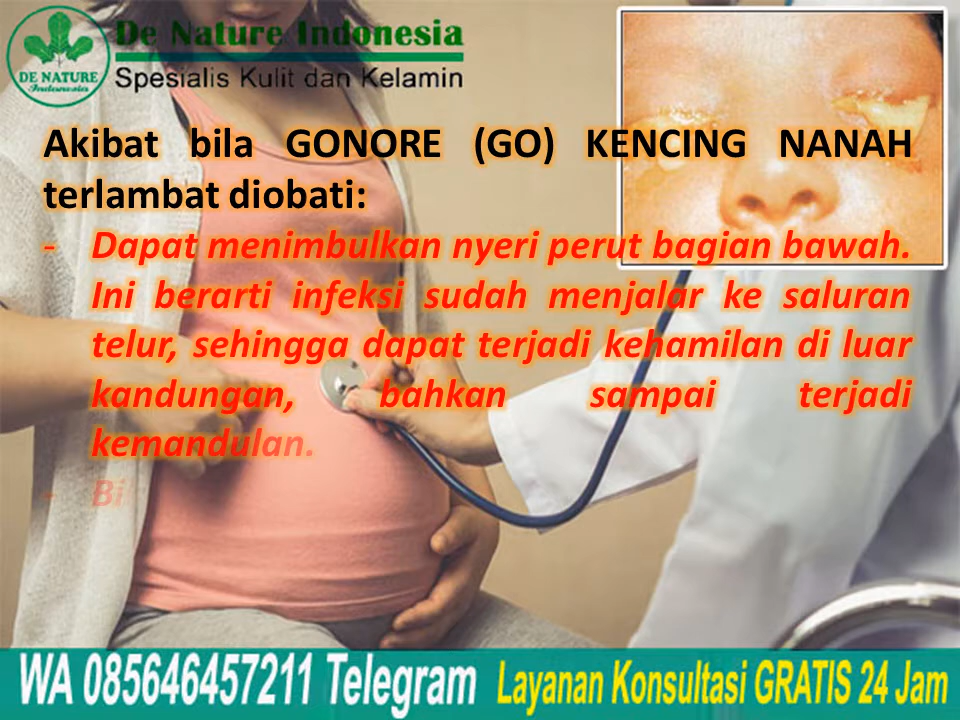 De Nature Indonesia
DE NATURE
Indonesia
Spesialis Kulit dan Kelamin
Akibat bila GONORE (GO) KENCING NANAH
terlambat diobati:
- Dapat menimbulkan nyeri perut bagian bawah.
Ini berarti infeksi sudah menjalar ke saluran
telur, sehingga dapat terjadi kehamilan di luar
kandungan, bahkan sampai terjadi
kemandulan.
- Bi
WA 085646457211 Telegram Layanan Konsultasi GRATIS 24 Jam